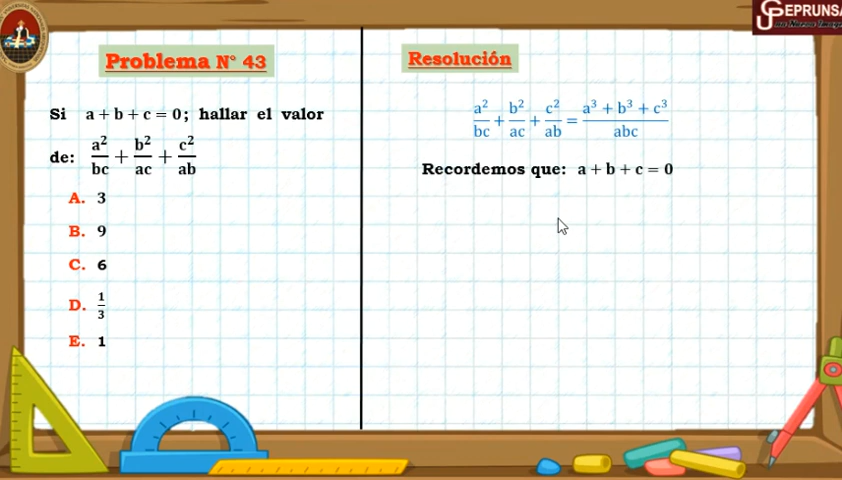 CEPRUNSA
Problema N° 43
Si a + b + c = 0; hallar el valor
de: a²/bc + b²/ac + c²/ab
A. 3
B. 9
C. 6
D. 1/3
E. 1
Resolución
a²/bc + b²/ac + c²/ab = (a³ + b³ + c³)/abc
Recordemos que: a + b + c = 0